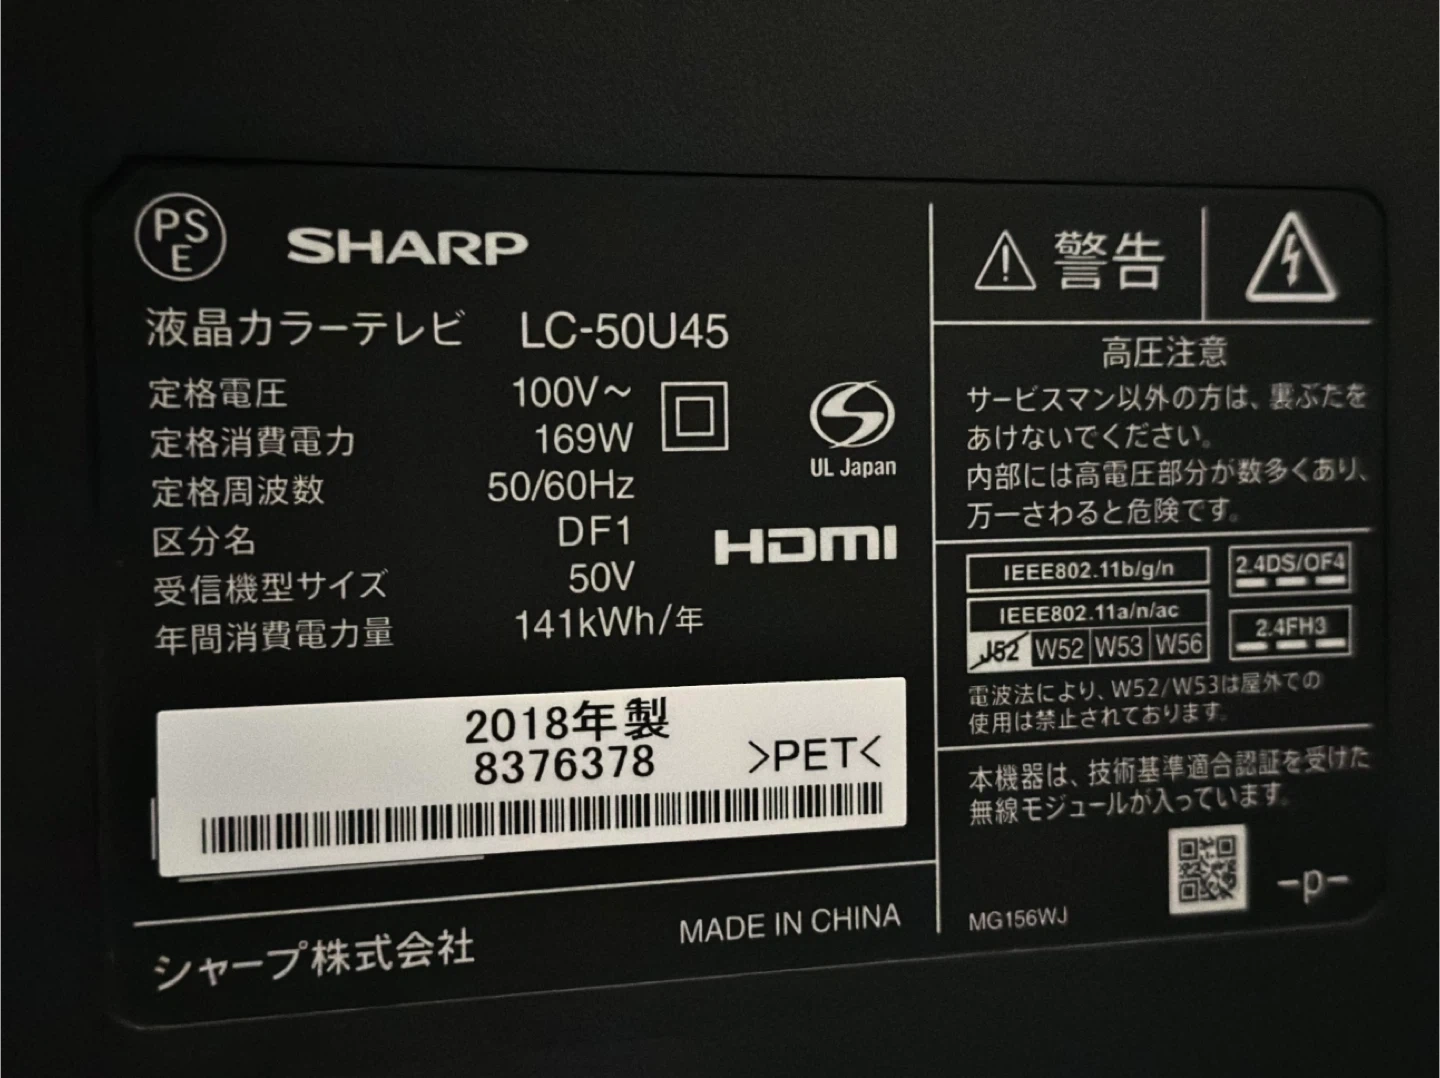 PSE
SHARP
液晶カラーテレビ LC-50U45
定格電圧 100V～
定格消費電力 169W
定格周波数 50/60Hz
区分名 DF1
受信機型サイズ 50V
年間消費電力量 141kWh/年
UL Japan
HDMI
2018年製
8376378
>PET<
シャープ株式会社
MADE IN CHINA
警告
高圧注意
サービスマン以外の方は、裏ぶたを
あけないでください。
内部には高電圧部分が数多くあり、
万一さわると危険です。
IEEE802.11b/g/n
IEEE802.11a/n/ac
J52 W52 W53 W56
2.4DS/OF4
2.4FH3
電波法により、W52/W53は屋外での
使用は禁止されております。
本機器は、技術基準適合認証を受けた
無線モジュールが入っています。
MG156WJ
-p-